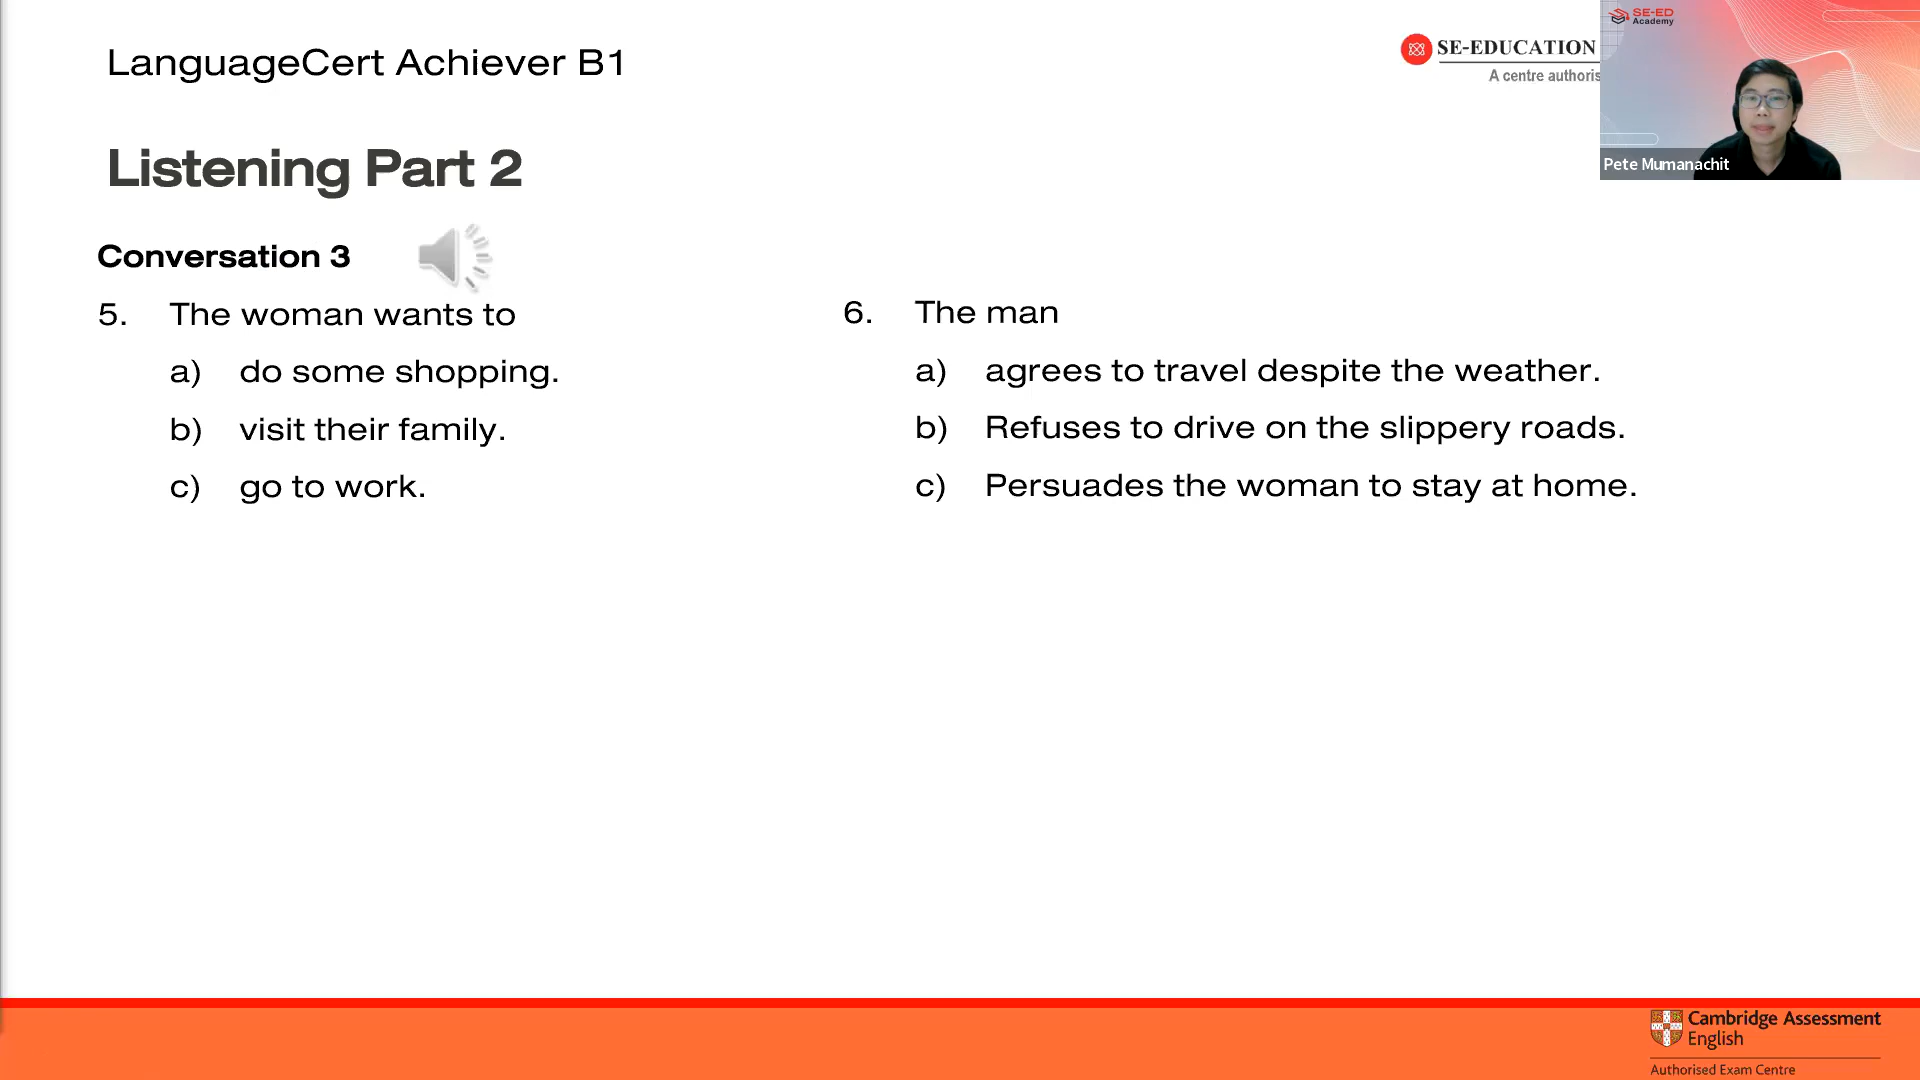 LanguageCert Achiever B1
SE-EDUCATION
A centre authoris
SE-ED
Academy
Pete Mumanachit
Listening Part 2
Conversation 3
5. The woman wants to
a) do some shopping.
b) visit their family.
c) go to work.
6. The man
a) agrees to travel despite the weather.
b) Refuses to drive on the slippery roads.
c) Persuades the woman to stay at home.
Cambridge Assessment
English
Authorised Exam Centre